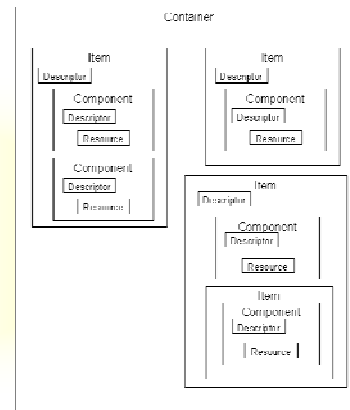 Container
Item
Descriptor
Component
Descriptor
Resource
Component
Descriptor
Resource
Item
Descriptor
Component
Descriptor
Resource
Item
Descriptor
Component
Descriptor
Resource
Item
Component
Descriptor
Resource